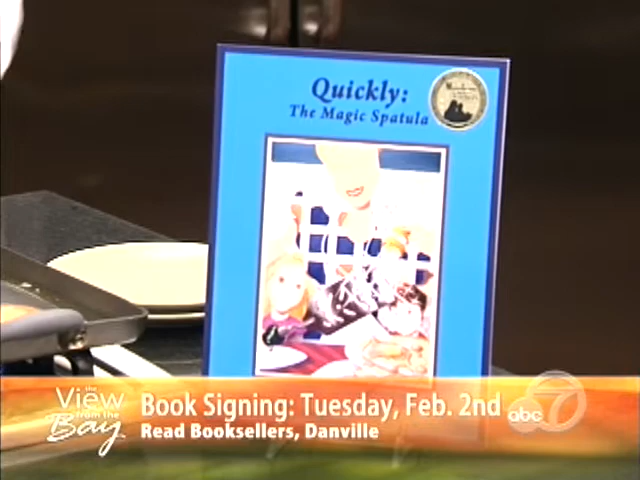 Quickly:
The Magic Spatula
the
View
from the
Bay
Book Signing: Tuesday, Feb. 2nd
Read Booksellers, Danville
abc 7